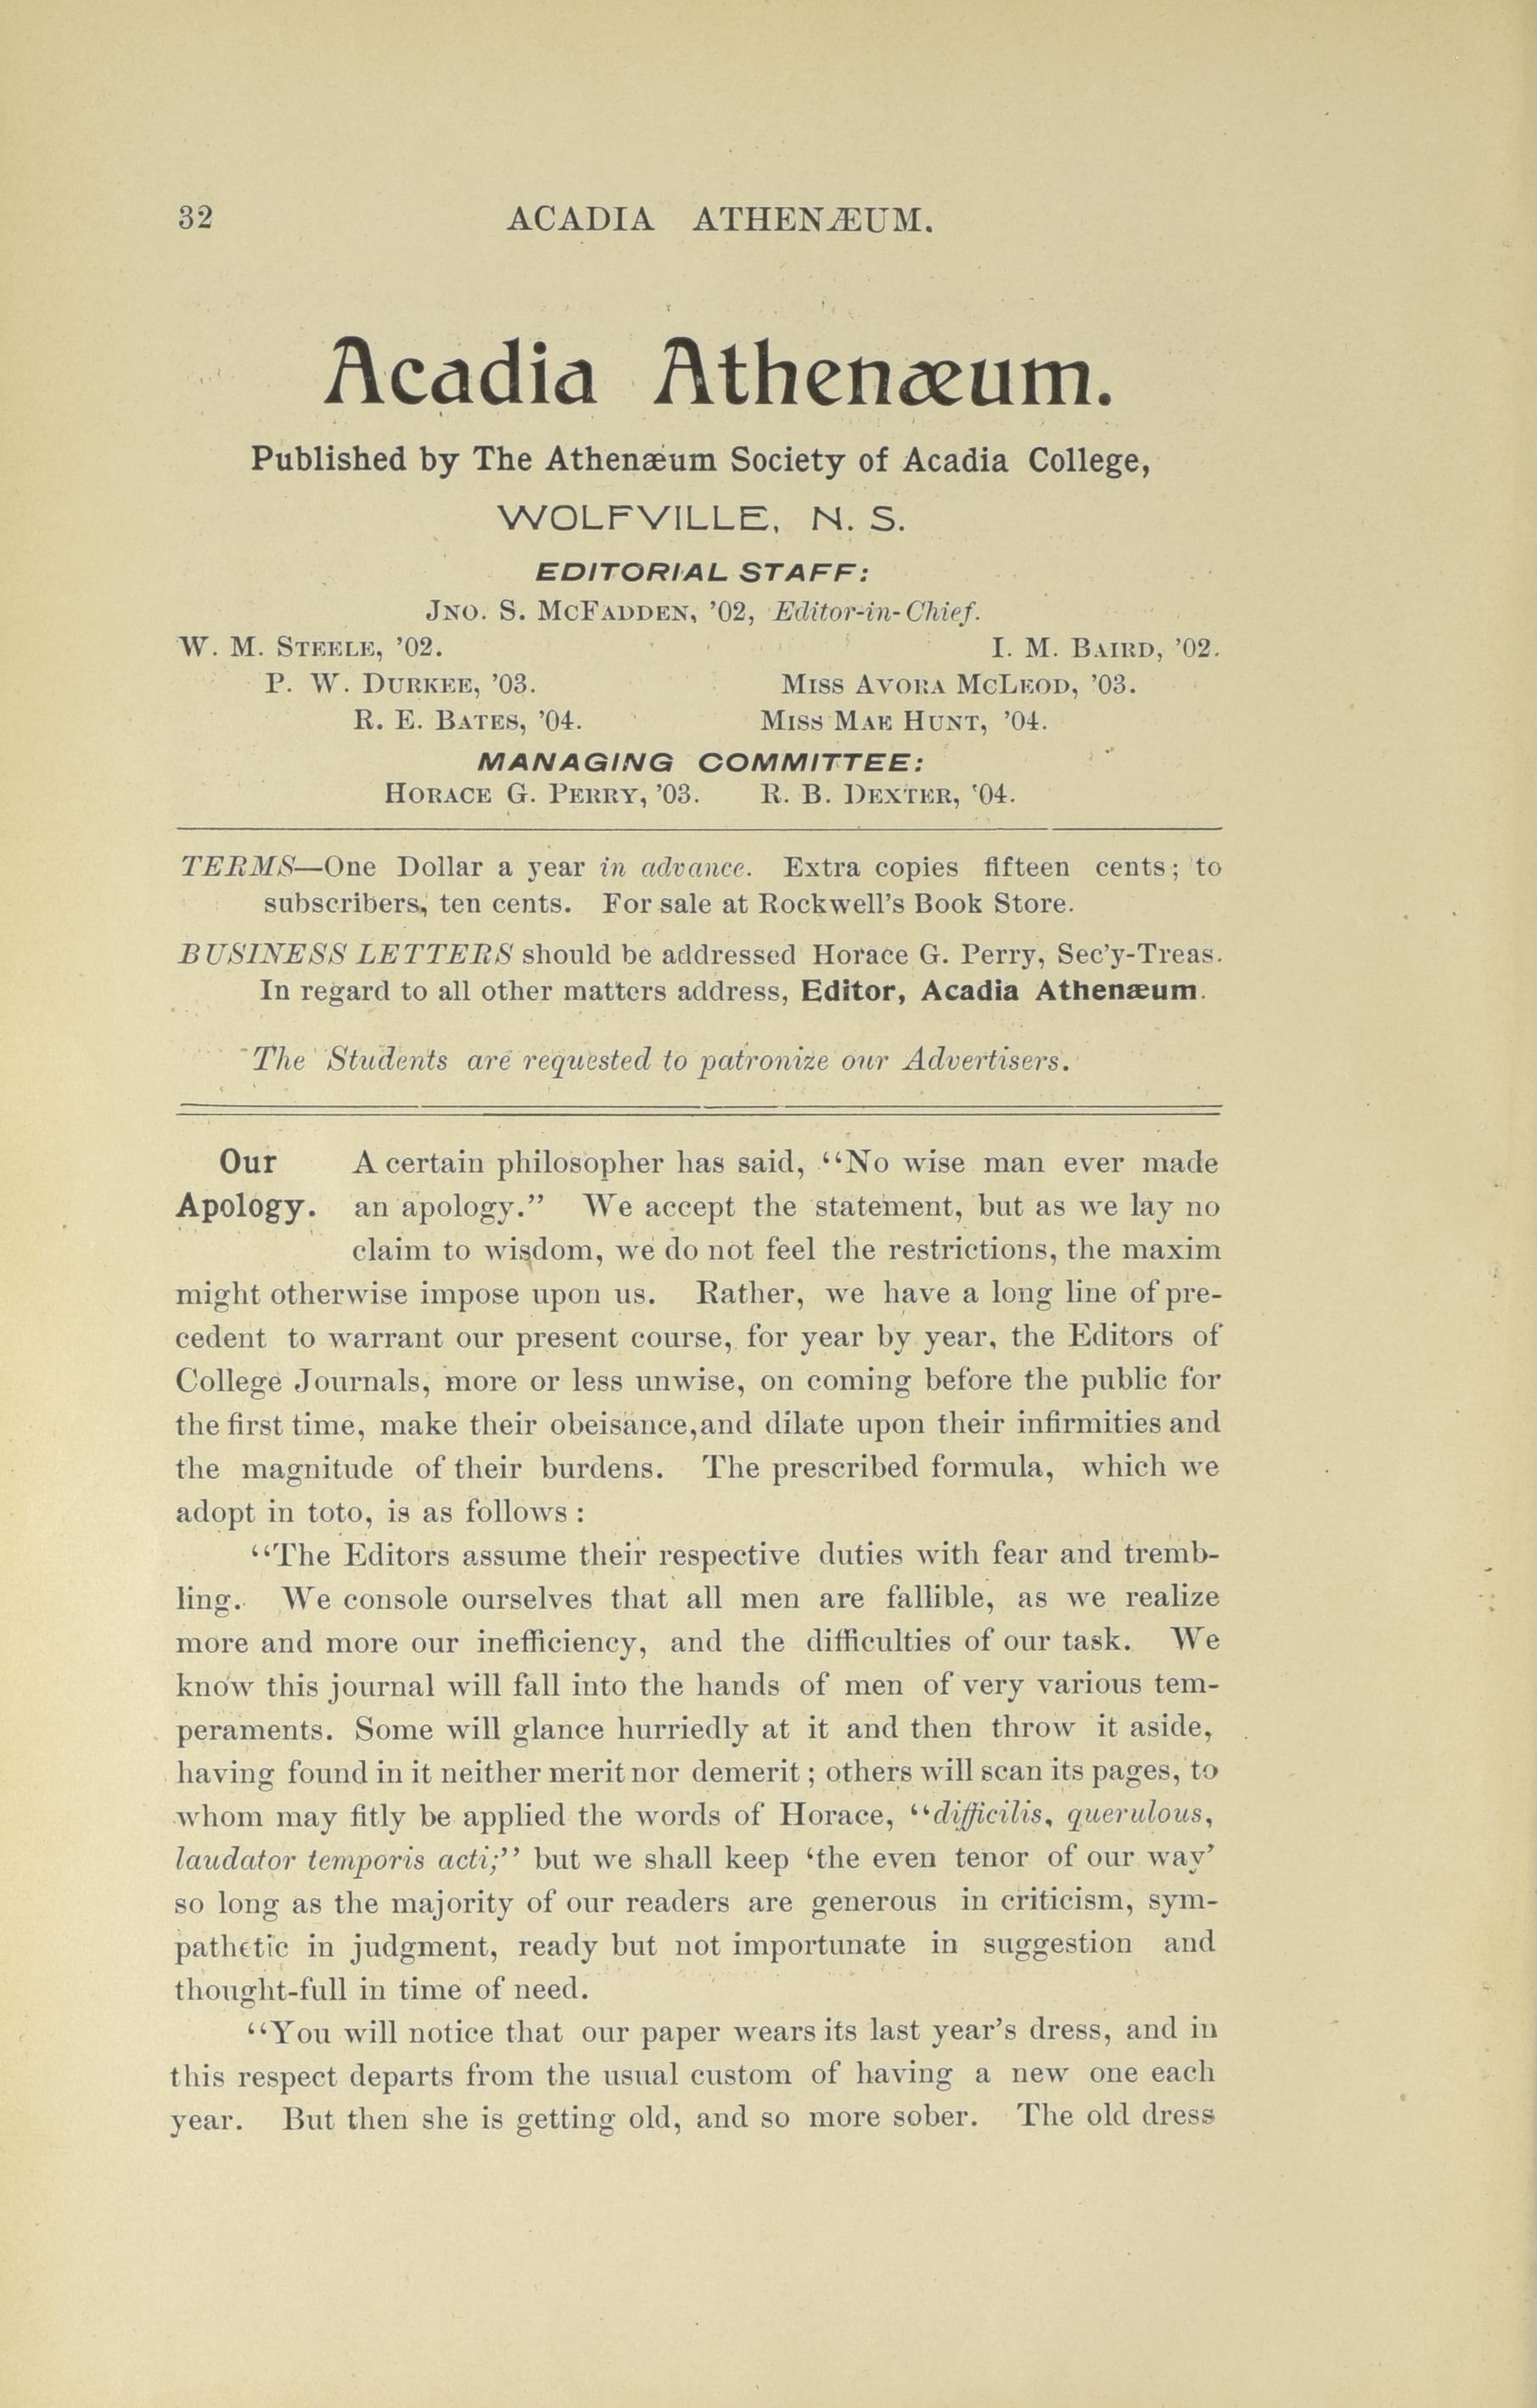 32 ACADIA ATHENÆUM.
Acadia Athenæum.
Published by The Athenæum Society of Acadia College,
WOLFVILLE, N. S.
EDITORIAL STAFF:
JNO. S. MCFADDEN, ’02, Editor-in-Chief.
W. M. STEELE, ’02. I. M. BAIRD, ’02.
P. W. DURKEE, ’03. MISS AVORA MCLEOD, ’03.
R. E. BATES, ’04. MISS MAE HUNT, ’04.
MANAGING COMMITTEE:
HORACE G. PERRY, ’03. R. B. DEXTER, ‘04.
TERMS—One Dollar a year in advance. Extra copies fifteen cents; to
subscribers, ten cents. For sale at Rockwell’s Book Store.
BUSINESS LETTERS should be addressed Horace G. Perry, Sec’y-Treas.
In regard to all other matters address, Editor, Acadia Athenæum.
The Students are requested to patronize our Advertisers.
Our A certain philosopher has said, “No wise man ever made
Apology. an apology.” We accept the statement, but as we lay no
claim to wisdom, we do not feel the restrictions, the maxim
might otherwise impose upon us. Rather, we have a long line of pre-
cedent to warrant our present course, for year by year, the Editors of
College Journals, more or less unwise, on coming before the public for
the first time, make their obeisance,and dilate upon their infirmities and
the magnitude of their burdens. The prescribed formula, which we
adopt in toto, is as follows :
“The Editors assume their respective duties with fear and tremb-
ling. We console ourselves that all men are fallible, as we realize
more and more our inefficiency, and the difficulties of our task. We
know this journal will fall into the hands of men of very various tem-
peraments. Some will glance hurriedly at it and then throw it aside,
having found in it neither merit nor demerit ; others will scan its pages, to
whom may fitly be applied the words of Horace, “difficilis, querulous,
laudator temporis acti;” but we shall keep ‘the even tenor of our way’
so long as the majority of our readers are generous in criticism, sym-
pathetic in judgment, ready but not importunate in suggestion and
thought-full in time of need.
“You will notice that our paper wears its last year’s dress, and in
this respect departs from the usual custom of having a new one each
year. But then she is getting old, and so more sober. The old dress